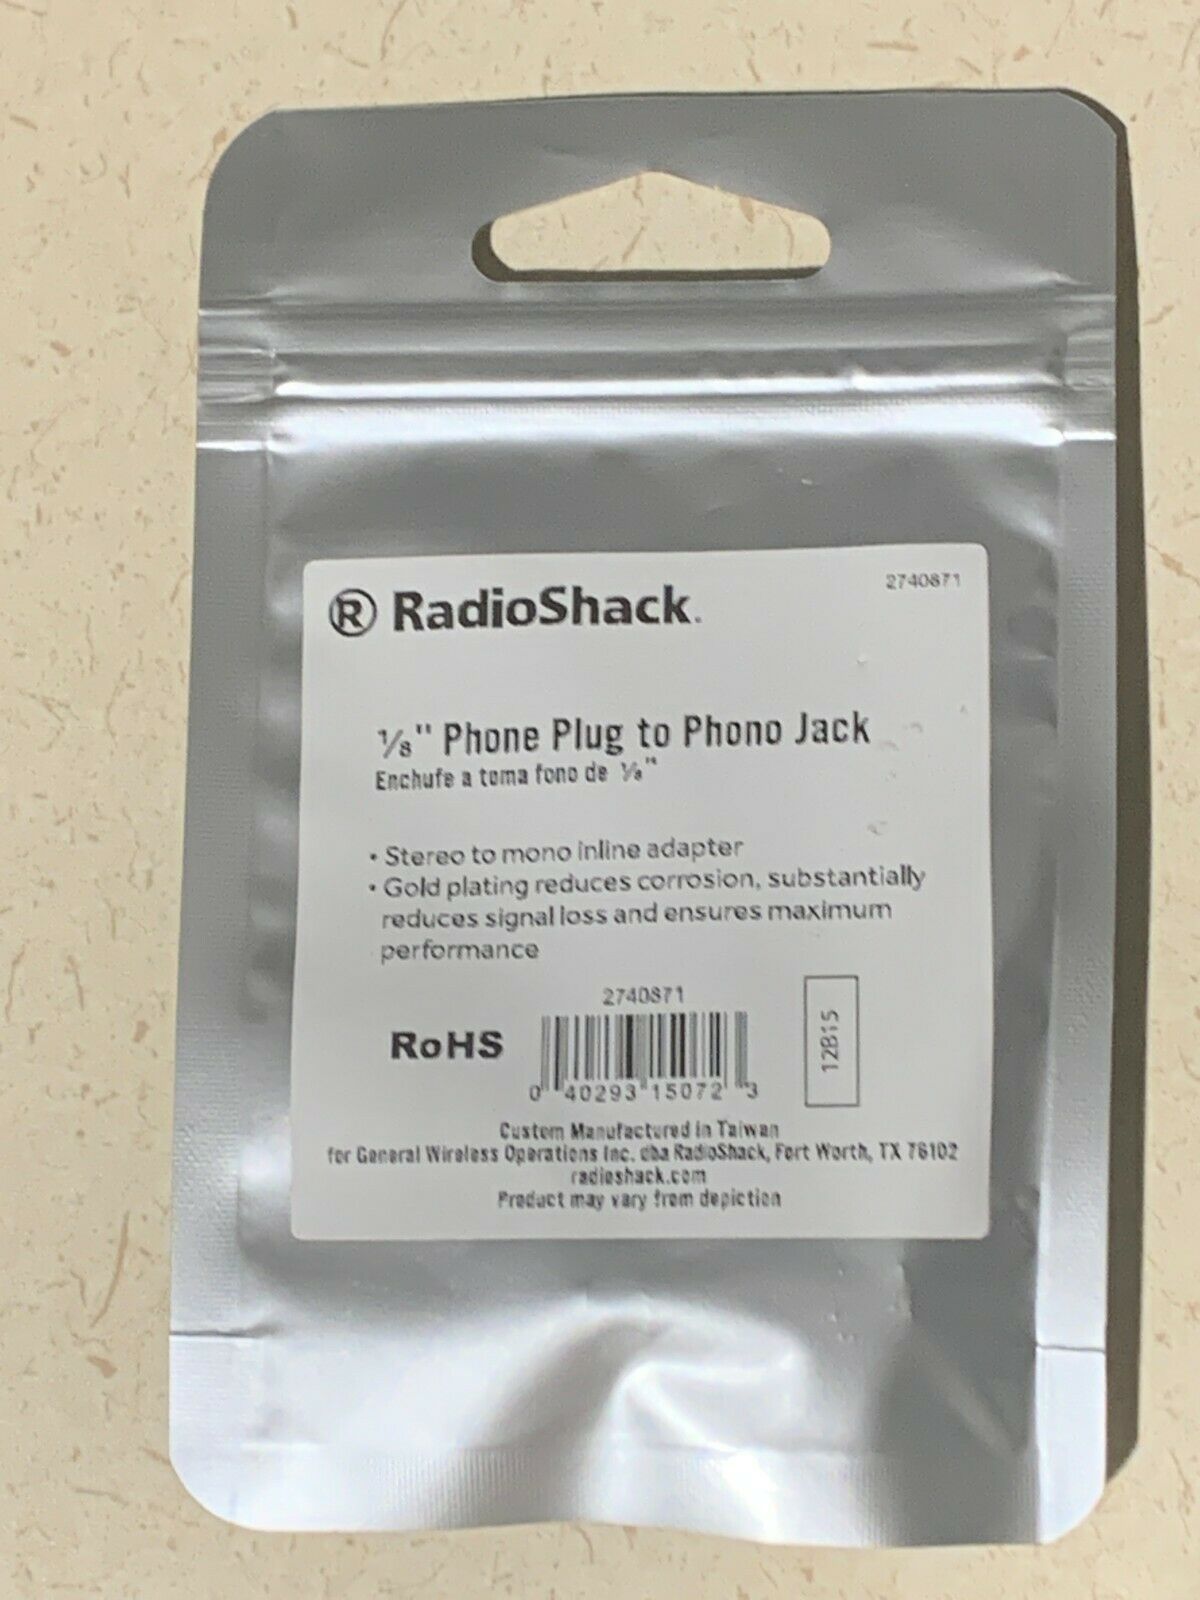 ® RadioShack.
2740871
⅛" Phone Plug to Phono Jack
Enchufe a toma fono de ⅛"
• Stereo to mono inline adapter
• Gold plating reduces corrosion, substantially
reduces signal loss and ensures maximum
performance
2740871
RoHS
0 40293 15072 3
12B15
Custom Manufactured in Taiwan
for General Wireless Operations Inc. dba RadioShack, Fort Worth, TX 76102
radioshack.com
Product may vary from depiction